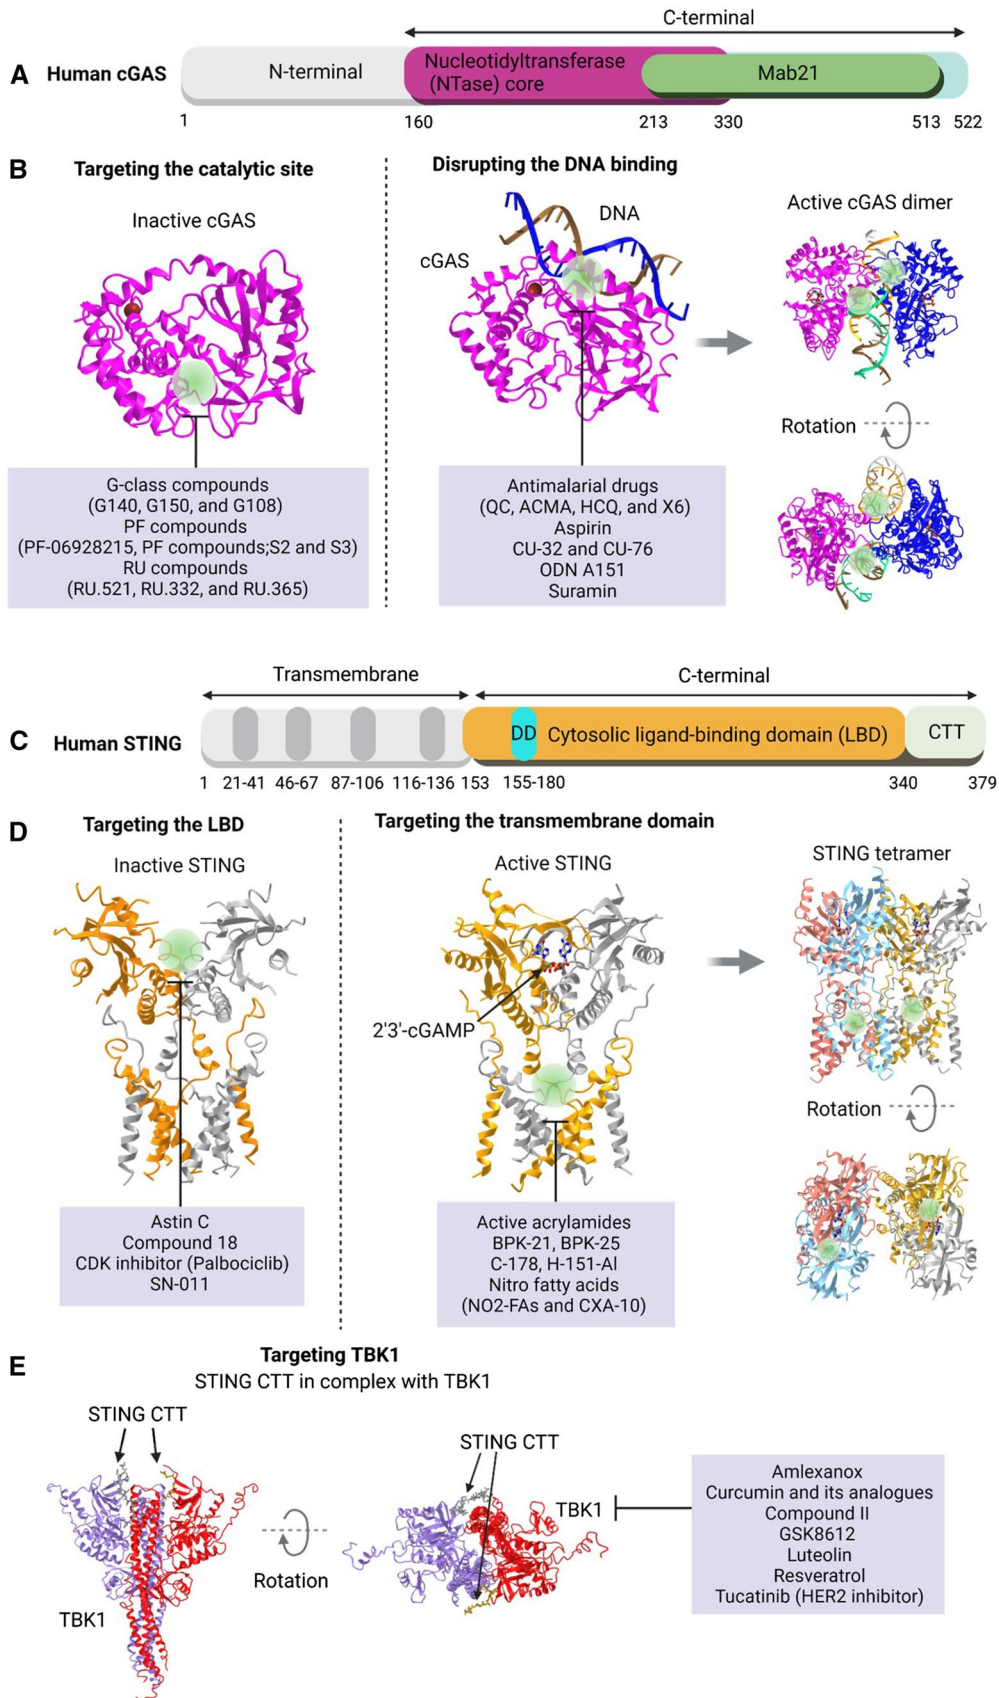 C-terminal
A Human cGAS
N-terminal
Nucleotidyltransferase
(NTase) core
Mab21
1 160 213 330 513 522
B
Targeting the catalytic site
Inactive cGAS
G-class compounds
(G140, G150, and G108)
PF compounds
(PF-06928215, PF compounds;S2 and S3)
RU compounds
(RU.521, RU.332, and RU.365)
Disrupting the DNA binding
DNA
cGAS
Antimalarial drugs
(QC, ACMA, HCQ, and X6)
Aspirin
CU-32 and CU-76
ODN A151
Suramin
Active cGAS dimer
Rotation
Transmembrane C-terminal
C Human STING
DD Cytosolic ligand-binding domain (LBD) CTT
1 21-41 46-67 87-106 116-136 153 155-180 340 379
D
Targeting the LBD
Inactive STING
Astin C
Compound 18
CDK inhibitor (Palbociclib)
SN-011
Targeting the transmembrane domain
Active STING
2'3'-cGAMP
Active acrylamides
BPK-21, BPK-25
C-178, H-151-AI
Nitro fatty acids
(NO2-FAs and CXA-10)
STING tetramer
Rotation
E
Targeting TBK1
STING CTT in complex with TBK1
STING CTT
TBK1
Rotation
STING CTT
TBK1
Amlexanox
Curcumin and its analogues
Compound II
GSK8612
Luteolin
Resveratrol
Tucatinib (HER2 inhibitor)